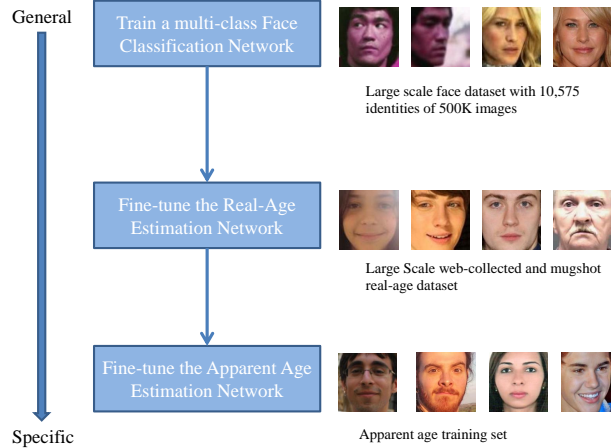 General
Train a multi-class Face
Classification Network
Large scale face dataset with 10,575
identities of 500K images
Fine-tune the Real-Age
Estimation Network
Large Scale web-collected and mugshot
real-age dataset
Fine-tune the Apparent Age
Estimation Network
Specific
Apparent age training set